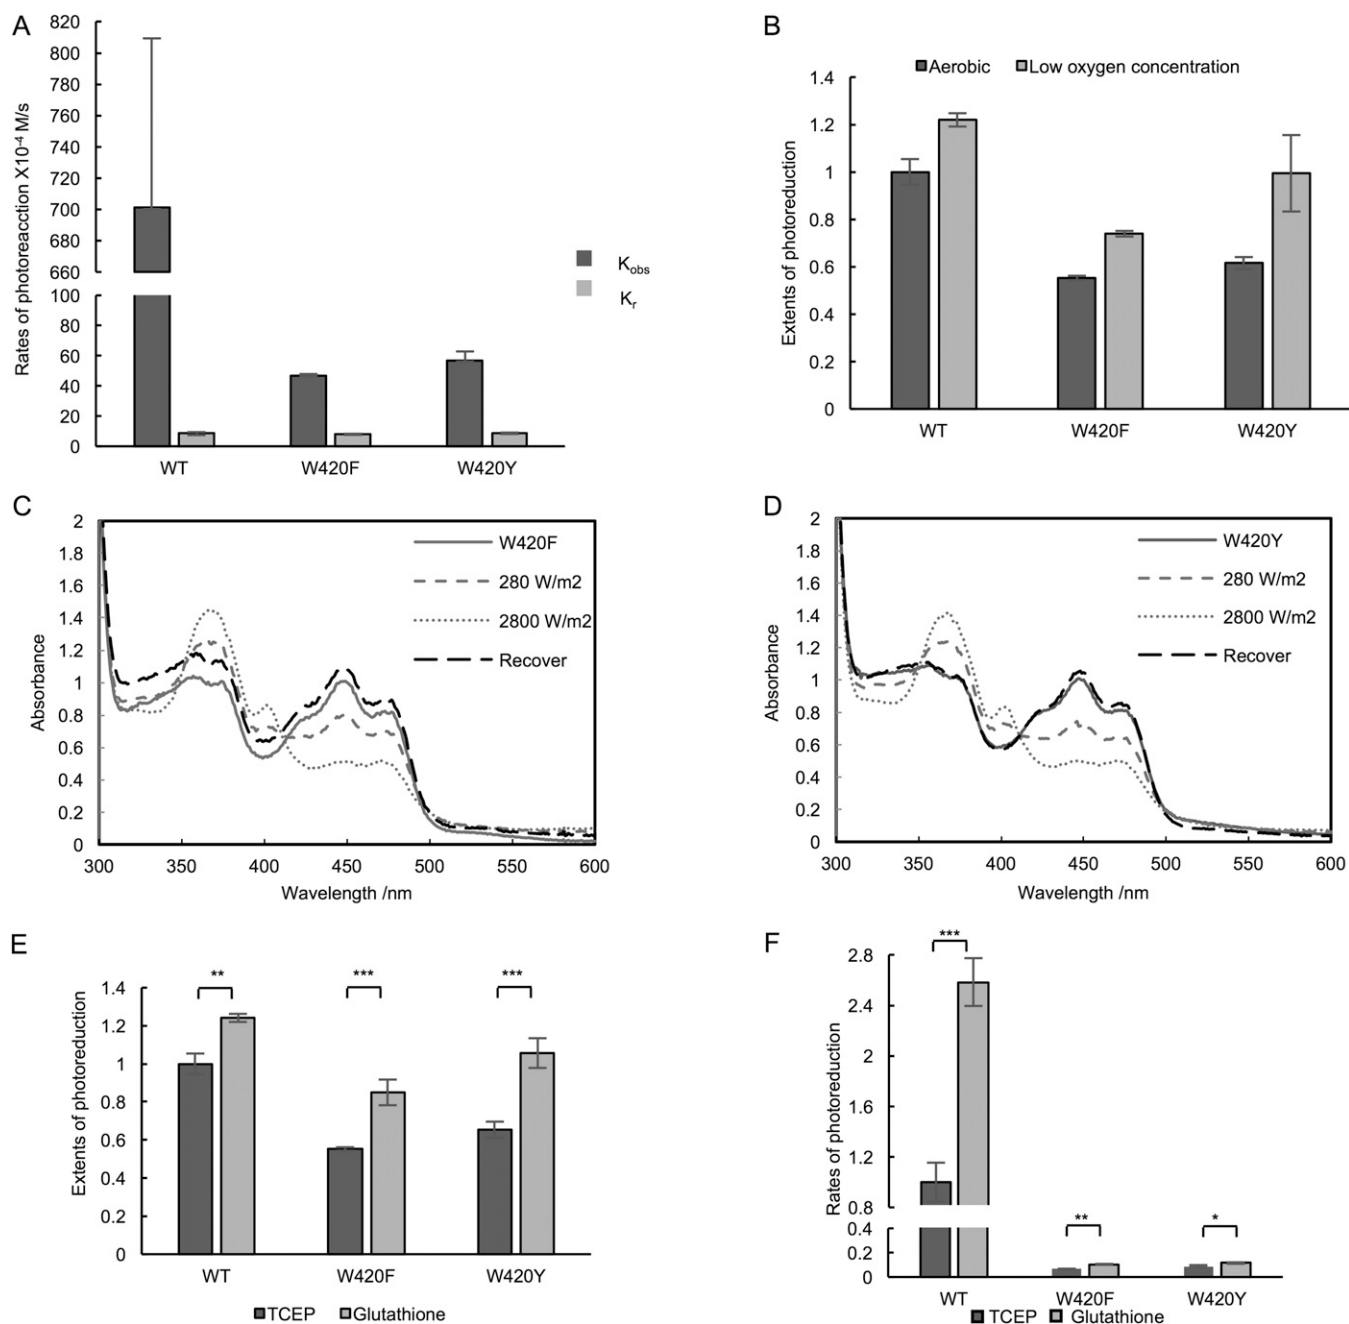 A
820
800
780
760
740
720
700
680
660
100
80
60
40
20
0
Rates of photoreacction X10⁻⁴ M/s
WT W420F W420Y
K_obs
K_r
B
Aerobic Low oxygen concentration
1.4
1.2
1
0.8
0.6
0.4
0.2
0
Extents of photoreduction
WT W420F W420Y
C
2
1.8
1.6
1.4
1.2
1
0.8
0.6
0.4
0.2
0
Absorbance
W420F
280 W/m2
2800 W/m2
Recover
300 350 400 450 500 550 600
Wavelength /nm
D
2
1.8
1.6
1.4
1.2
1
0.8
0.6
0.4
0.2
0
Absorbance
W420Y
280 W/m2
2800 W/m2
Recover
300 350 400 450 500 550 600
Wavelength /nm
E
** *** ***
1.4
1.2
1
0.8
0.6
0.4
0.2
0
Extents of photoreduction
WT W420F W420Y
TCEP Glutathione
F
***
2.8
2.6
2.2
1.8
1.4
1.2
0.8
0.4
0.2
0
Rates of photoreduction
** *
WT W420F W420Y
TCEP Glutathione